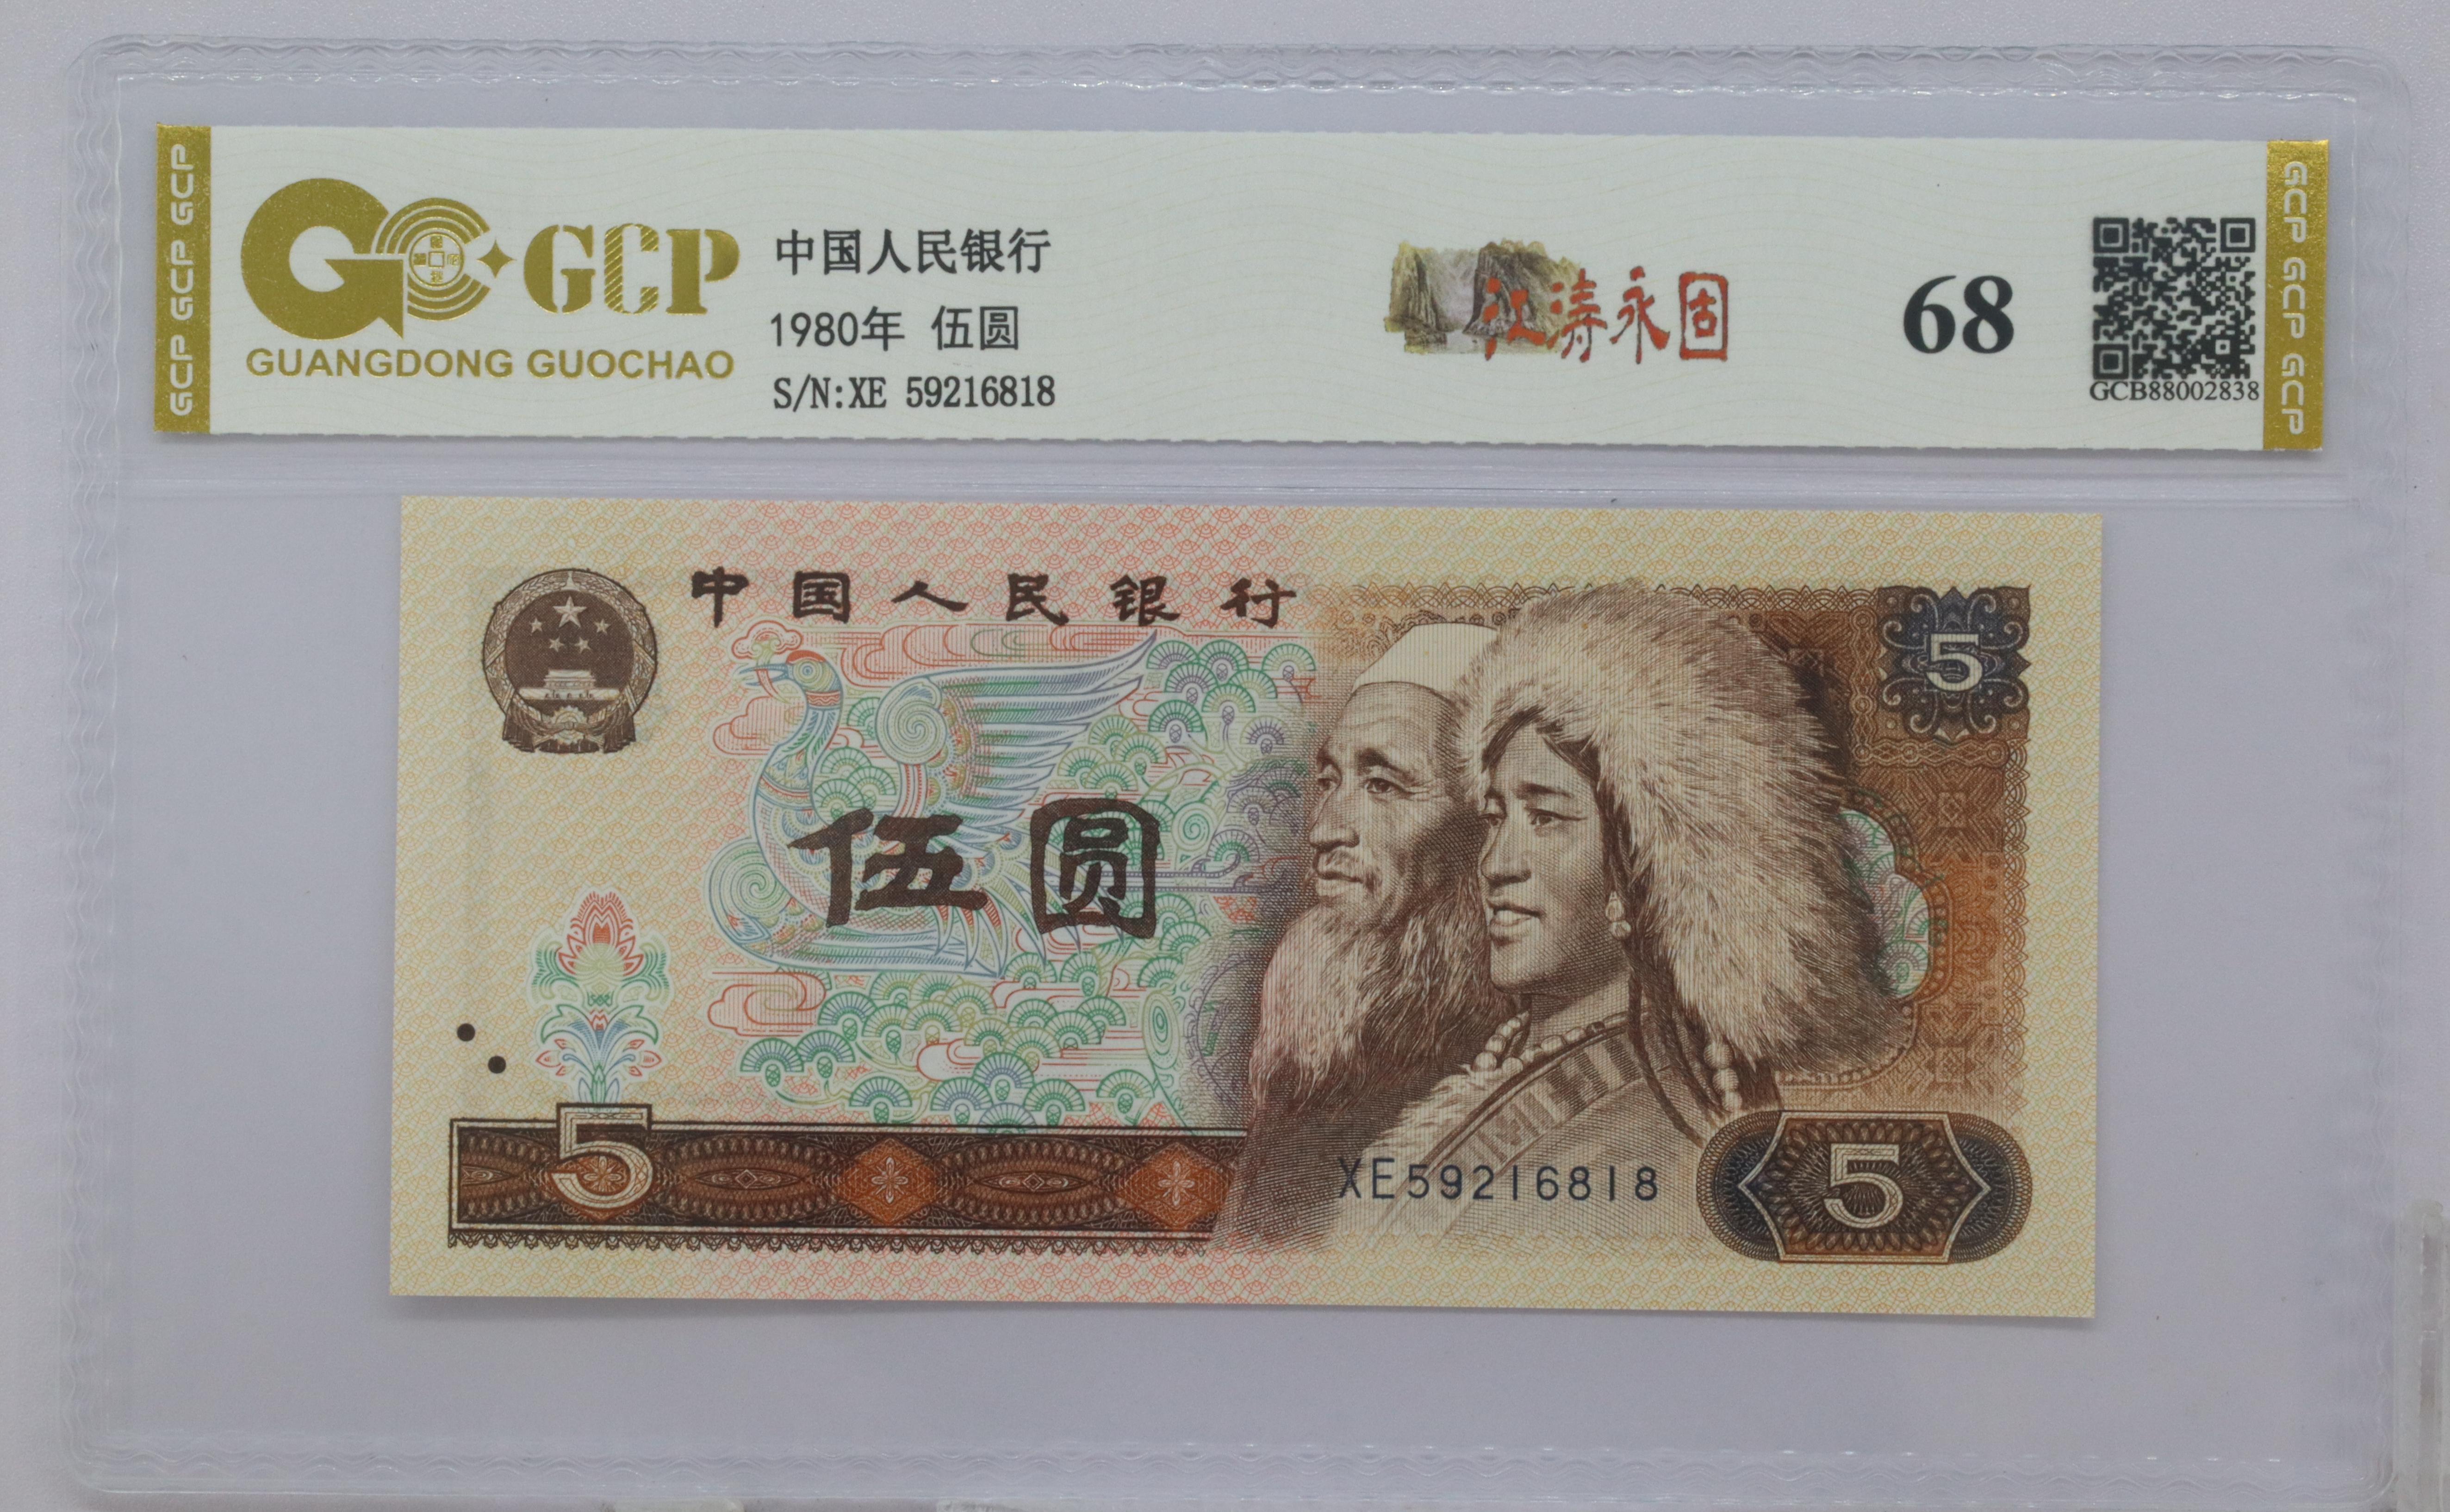 GCP GCP GCP
GCP
GUANGDONG GUOCHAO
中国人民银行
1980年 伍圆
S/N:XE 59216818
江涛永固
68
GCB88002838
GCP GCP GCP
中国人民银行
5
伍圆
5
XE59216818
5